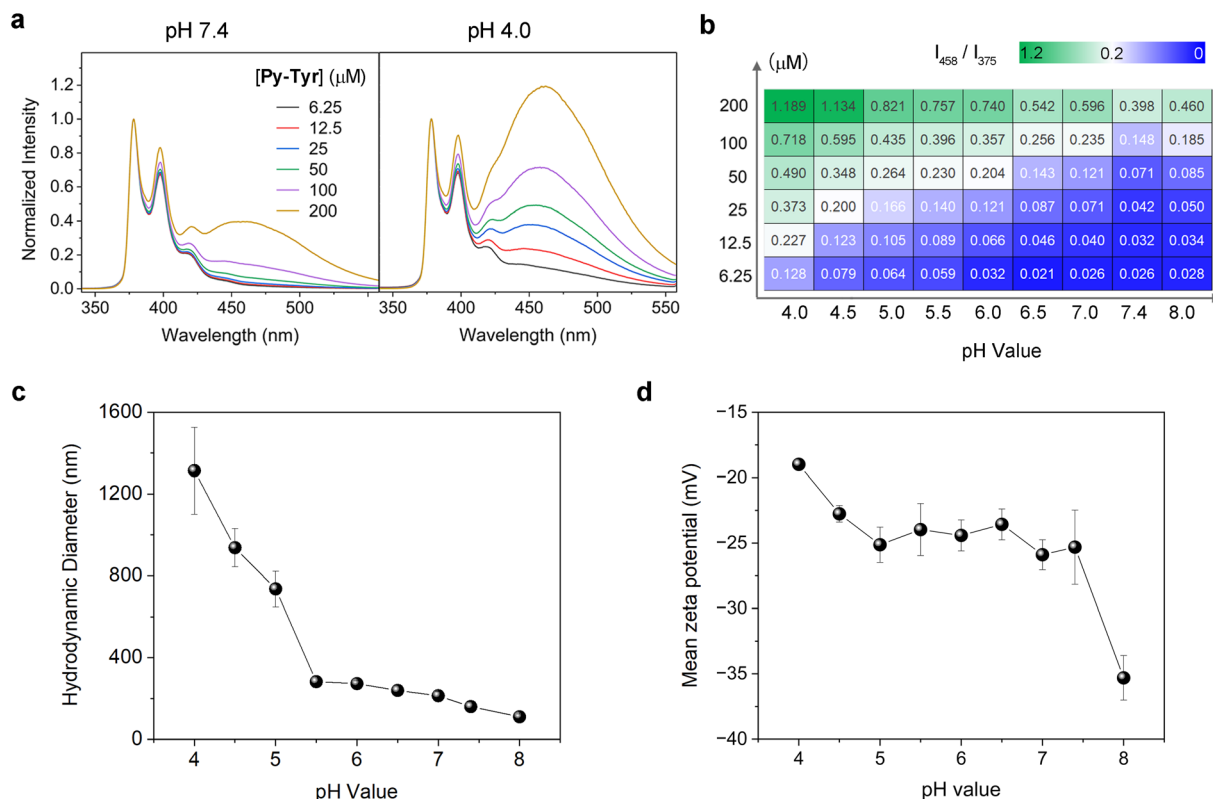 a
pH 7.4
pH 4.0
Normalized Intensity
1.2
1.0
0.8
0.6
0.4
0.2
0.0
[Py-Tyr] (μM)
6.25
12.5
25
50
100
200
350 400 450 500
350 400 450 500 550
Wavelength (nm)
Wavelength (nm)
b
(μM)
I458 / I375
1.2 0.2 0
200 1.189 1.134 0.821 0.757 0.740 0.542 0.596 0.398 0.460
100 0.718 0.595 0.435 0.396 0.357 0.256 0.235 0.148 0.185
50 0.490 0.348 0.264 0.230 0.204 0.143 0.121 0.071 0.085
25 0.373 0.200 0.166 0.140 0.121 0.087 0.071 0.042 0.050
12.5 0.227 0.123 0.105 0.089 0.066 0.046 0.040 0.032 0.034
6.25 0.128 0.079 0.064 0.059 0.032 0.021 0.026 0.026 0.028
4.0 4.5 5.0 5.5 6.0 6.5 7.0 7.4 8.0
pH Value
c
Hydrodynamic Diameter (nm)
1600
1200
800
400
0
4 5 6 7 8
pH Value
d
Mean zeta potential (mV)
−15
−20
−25
−30
−35
−40
4 5 6 7 8
pH value